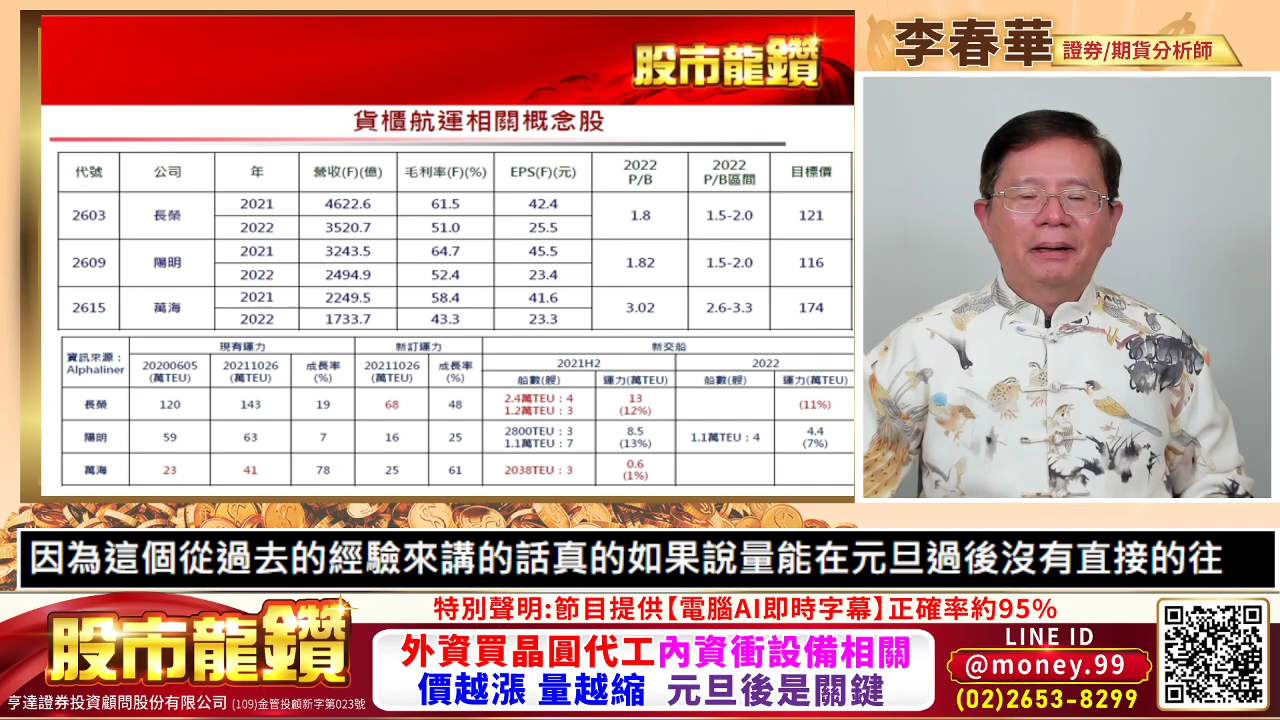 股市龍鑽
李春華 證券/期貨分析師
貨櫃航運相關概念股
代號 公司 年 營收(F)(億) 毛利率(F)(%) EPS(F)(元) 2022 P/B 2022 P/B區間 目標價
2603 長榮 2021 4622.6 61.5 42.4 1.8 1.5-2.0 121
2022 3520.7 51.0 25.5
2609 陽明 2021 3243.5 64.7 45.5 1.82 1.5-2.0 116
2022 2494.9 52.4 23.4
2615 萬海 2021 2249.5 58.4 41.6 3.02 2.6-3.3 174
2022 1733.7 43.3 23.3
資訊來源：Alphaliner 現有運力 新訂運力 新交船
20200605 (萬TEU) 20211026 (萬TEU) 成長率 (%) 20211026 (萬TEU) 成長率 (%) 2021H2 2022
船數(艘) 運力(萬TEU) 船數(艘) 運力(萬TEU)
長榮 120 143 19 68 48 2.4萬TEU：4 1.2萬TEU：3 13 (12%) (11%)
陽明 59 63 7 16 25 2800TEU：3 1.1萬TEU：7 8.5 (13%) 1.1萬TEU：4 4.4 (7%)
萬海 23 41 78 25 61 2038TEU：3 0.6 (1%)
因為這個從過去的經驗來講的話真的如果說量能在元旦過後沒有直接的往
特別聲明:節目提供【電腦AI即時字幕】正確率約95%
股市龍鑽
亨達證券投資顧問股份有限公司 (109)金管投顧新字第023號
外資買晶圓代工內資衝設備相關
價越漲 量越縮 元旦後是關鍵
LINE ID
@money.99
(02)2653-8299